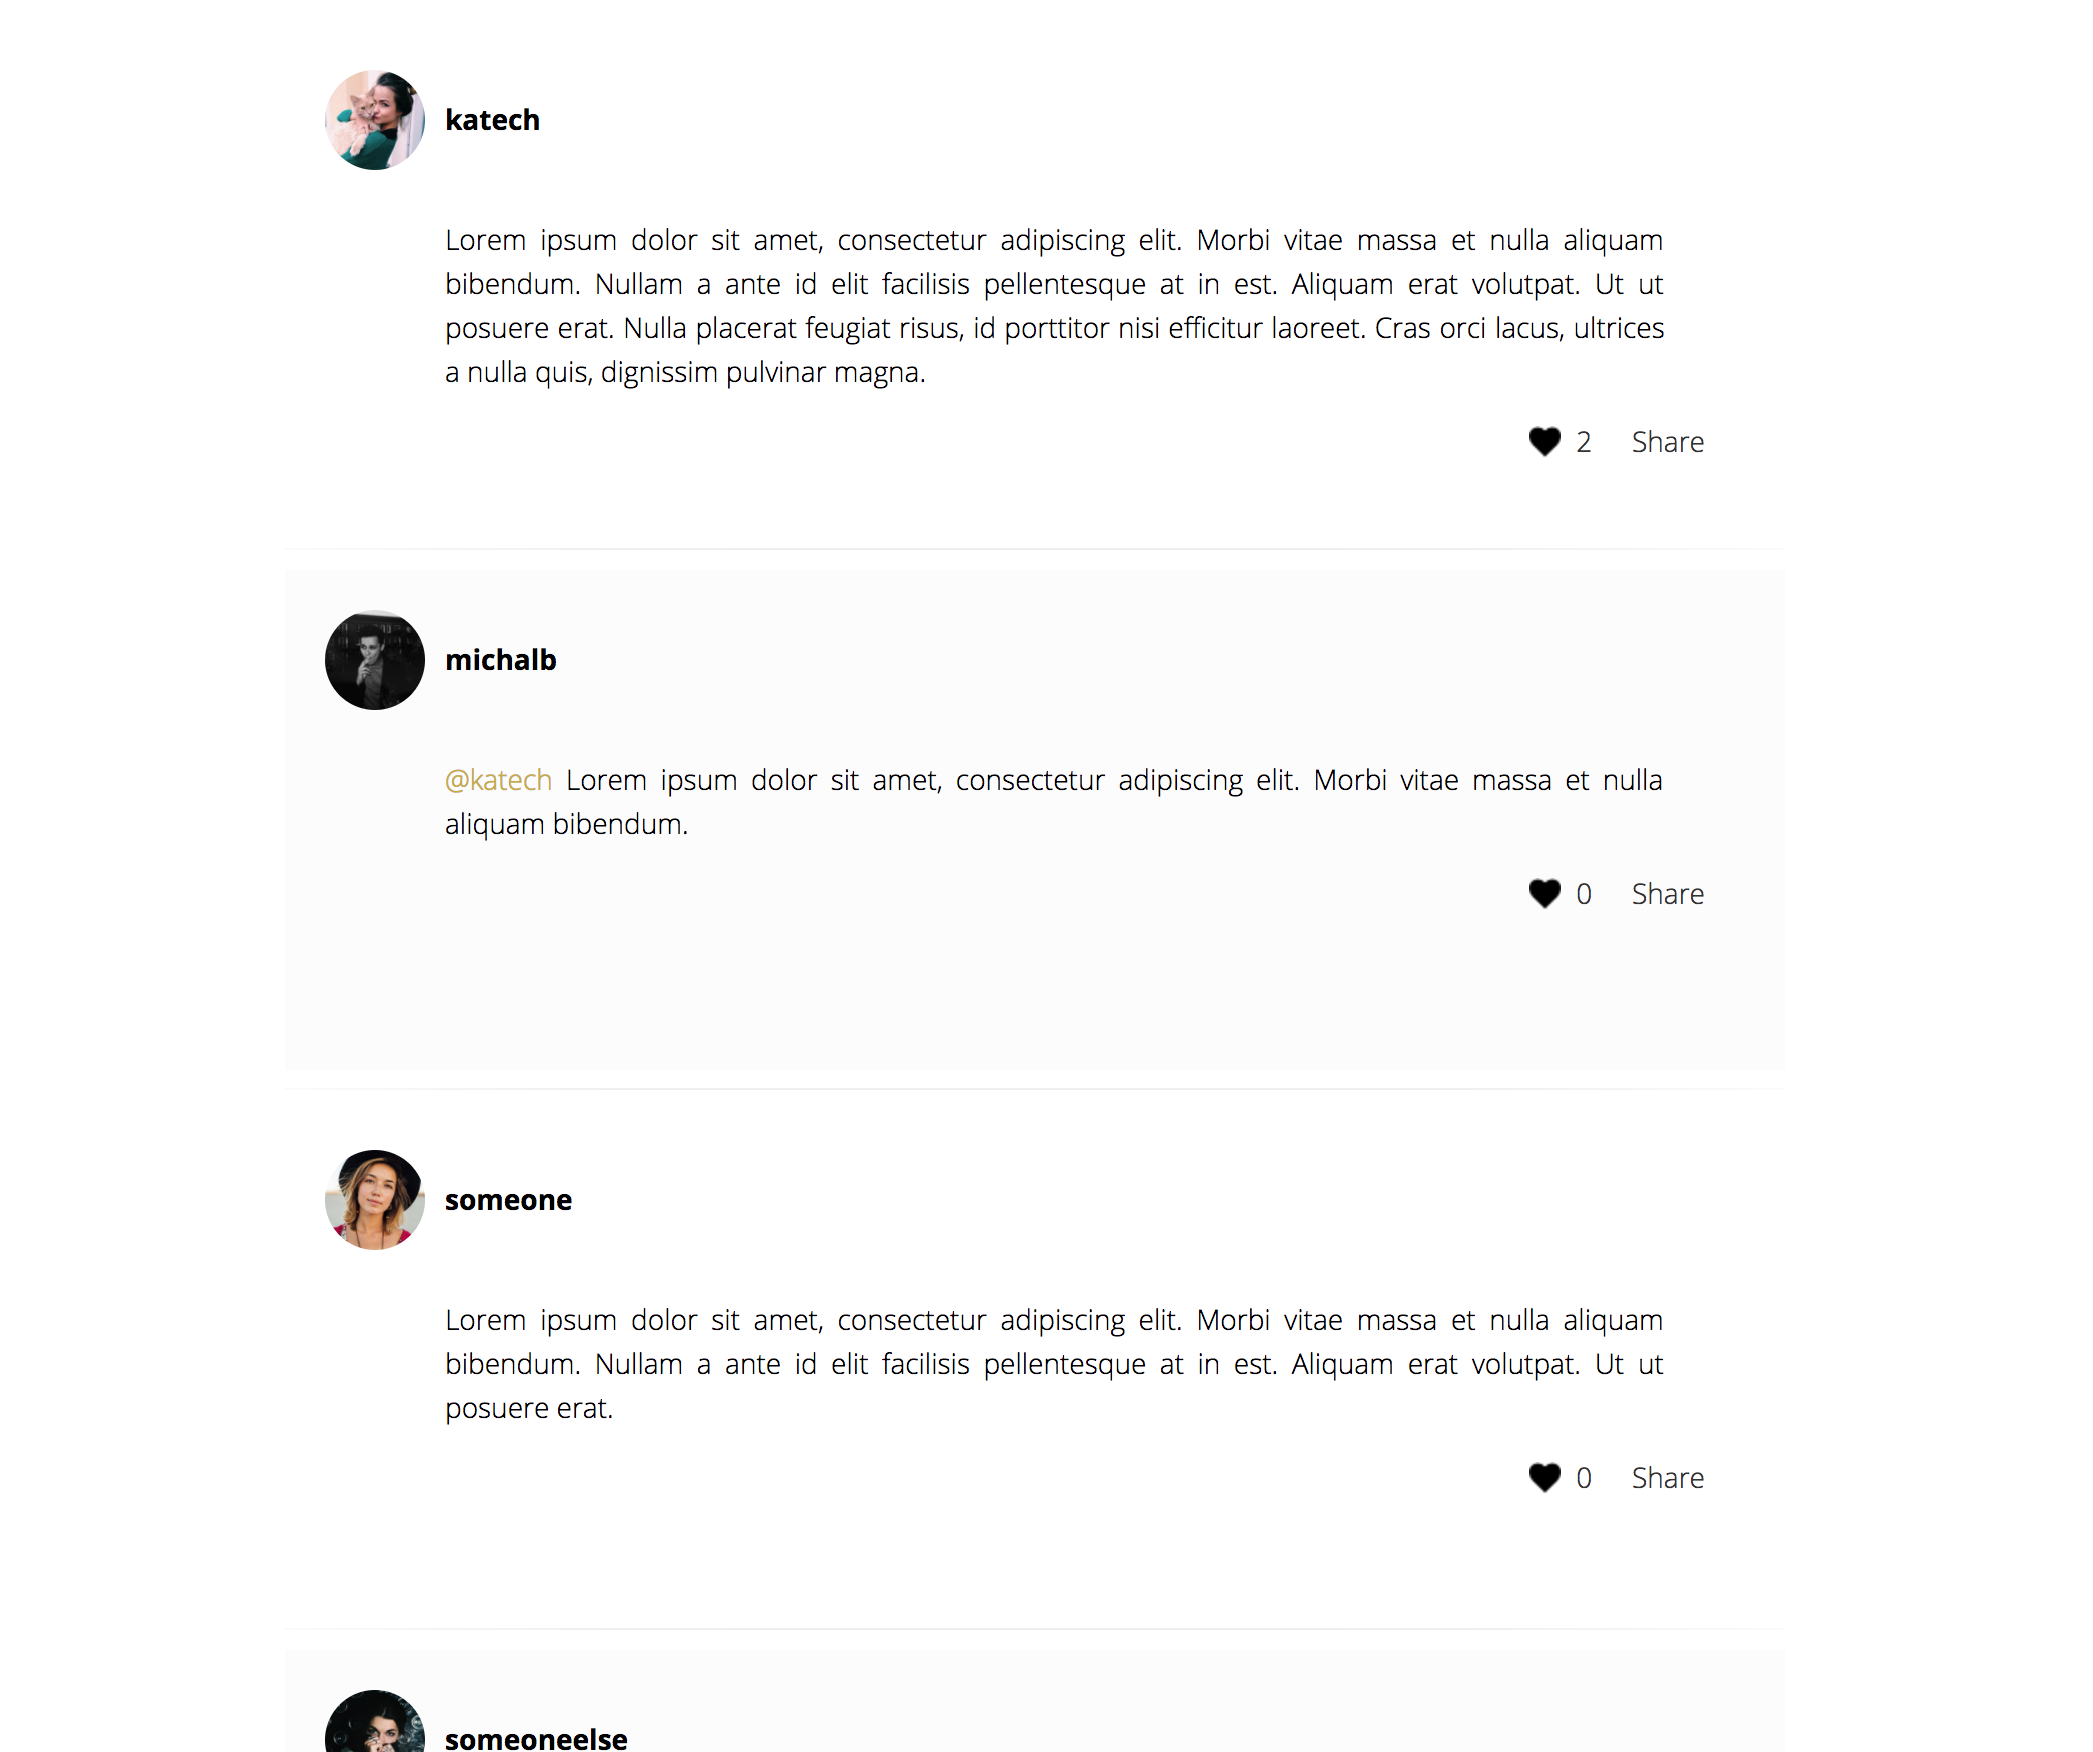 katech
Lorem ipsum dolor sit amet, consectetur adipiscing elit. Morbi vitae massa et nulla aliquam
bibendum. Nullam a ante id elit facilisis pellentesque at in est. Aliquam erat volutpat. Ut ut
posuere erat. Nulla placerat feugiat risus, id porttitor nisi efficitur laoreet. Cras orci lacus, ultrices
a nulla quis, dignissim pulvinar magna.
2 Share
michalb
@katech Lorem ipsum dolor sit amet, consectetur adipiscing elit. Morbi vitae massa et nulla
aliquam bibendum.
0 Share
someone
Lorem ipsum dolor sit amet, consectetur adipiscing elit. Morbi vitae massa et nulla aliquam
bibendum. Nullam a ante id elit facilisis pellentesque at in est. Aliquam erat volutpat. Ut ut
posuere erat.
0 Share
someoneelse